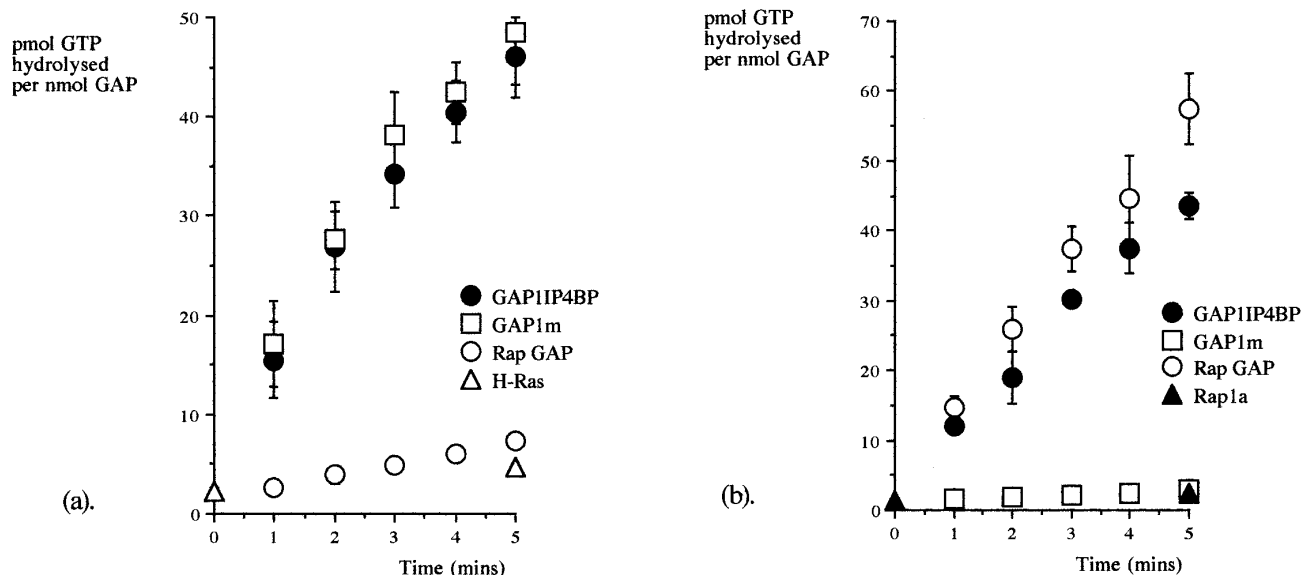 pmol GTP
hydrolysed
per nmol GAP
50
40
30
20
10
0
GAP1IP4BP
GAP1m
Rap GAP
H-Ras
0 1 2 3 4 5
Time (mins)
(a).
pmol GTP
hydrolysed
per nmol GAP
70
60
50
40
30
20
10
0
GAP1IP4BP
GAP1m
Rap GAP
Rap1a
0 1 2 3 4 5
Time (mins)
(b).